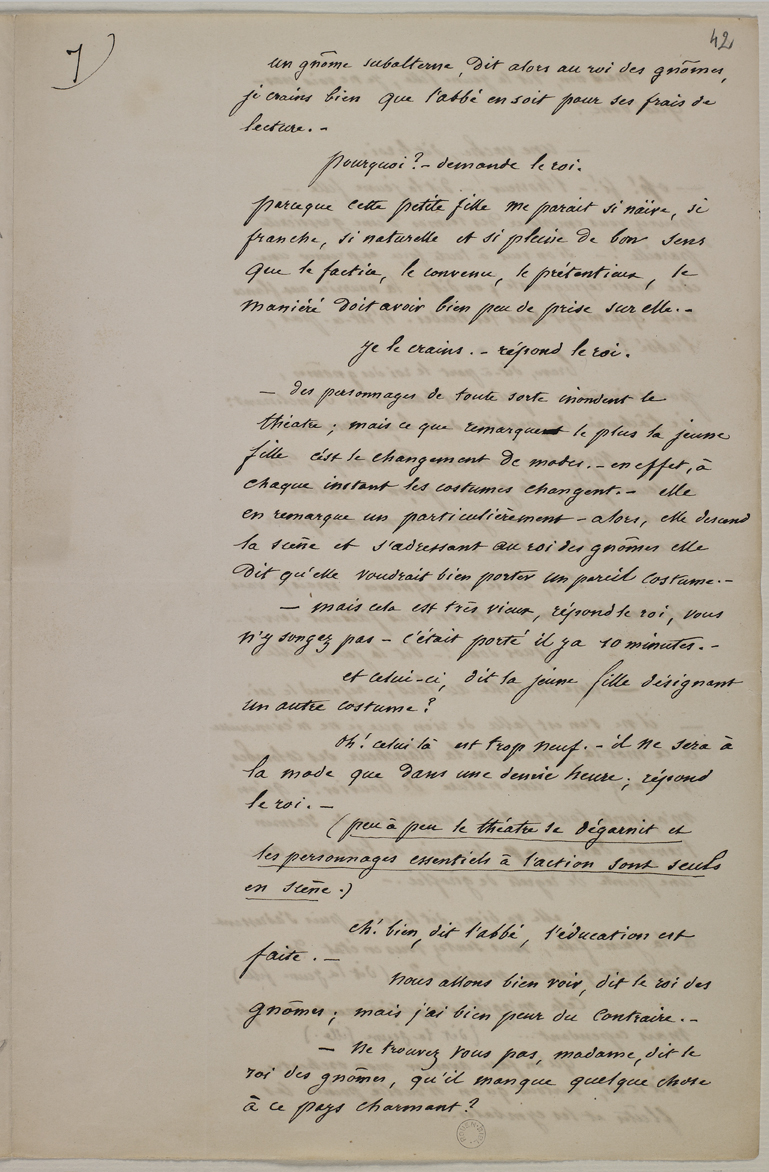 7)
42
un gnôme subalterne, dit alors au roi des gnômes,
je crains bien que l'abbé en soit pour ses frais de
lecture. -
pourquoi? - demande le roi.
parceque cette petite fille me parait si naïve, si
franche, si naturelle et si pleine de bon sens
que le factice, le convenu, le prétentieux, le
maniéré doit avoir bien peu de prise sur elle. -
je le crains. - répond le roi.
- des personnages de toute sorte inondent le
théatre; mais ce que remarque le plus la jeune
fille c'est le changement de modes. - en effet, à
chaque instant les costumes changent. - elle
en remarque un particulièrement - alors, elle descend
la scène et s'adressant au roi des gnômes elle
dit qu'elle voudrait bien porter un pareil costume. -
- mais cela est très vieux, répond le roi, vous
n'y songez pas - c'était porté il y a 10 minutes. -
et celui-ci, dit la jeune fille désignant
un autre costume?
oh! celui là est trop neuf. - il ne sera à
la mode que dans une demie heure; répond
le roi. -
(peu à peu le théatre se dégarnit et
les personnages essentiels à l'action sont seuls
en scène.)
eh! bien, dit l'abbé, l'éducation est
faite. -
nous allons bien voir, dit le roi des
gnômes; mais j'ai bien peur du contraire. -
- ne trouvez vous pas, madame, dit le
roi des gnômes, qu'il manque quelque chose
à ce pays charmant?